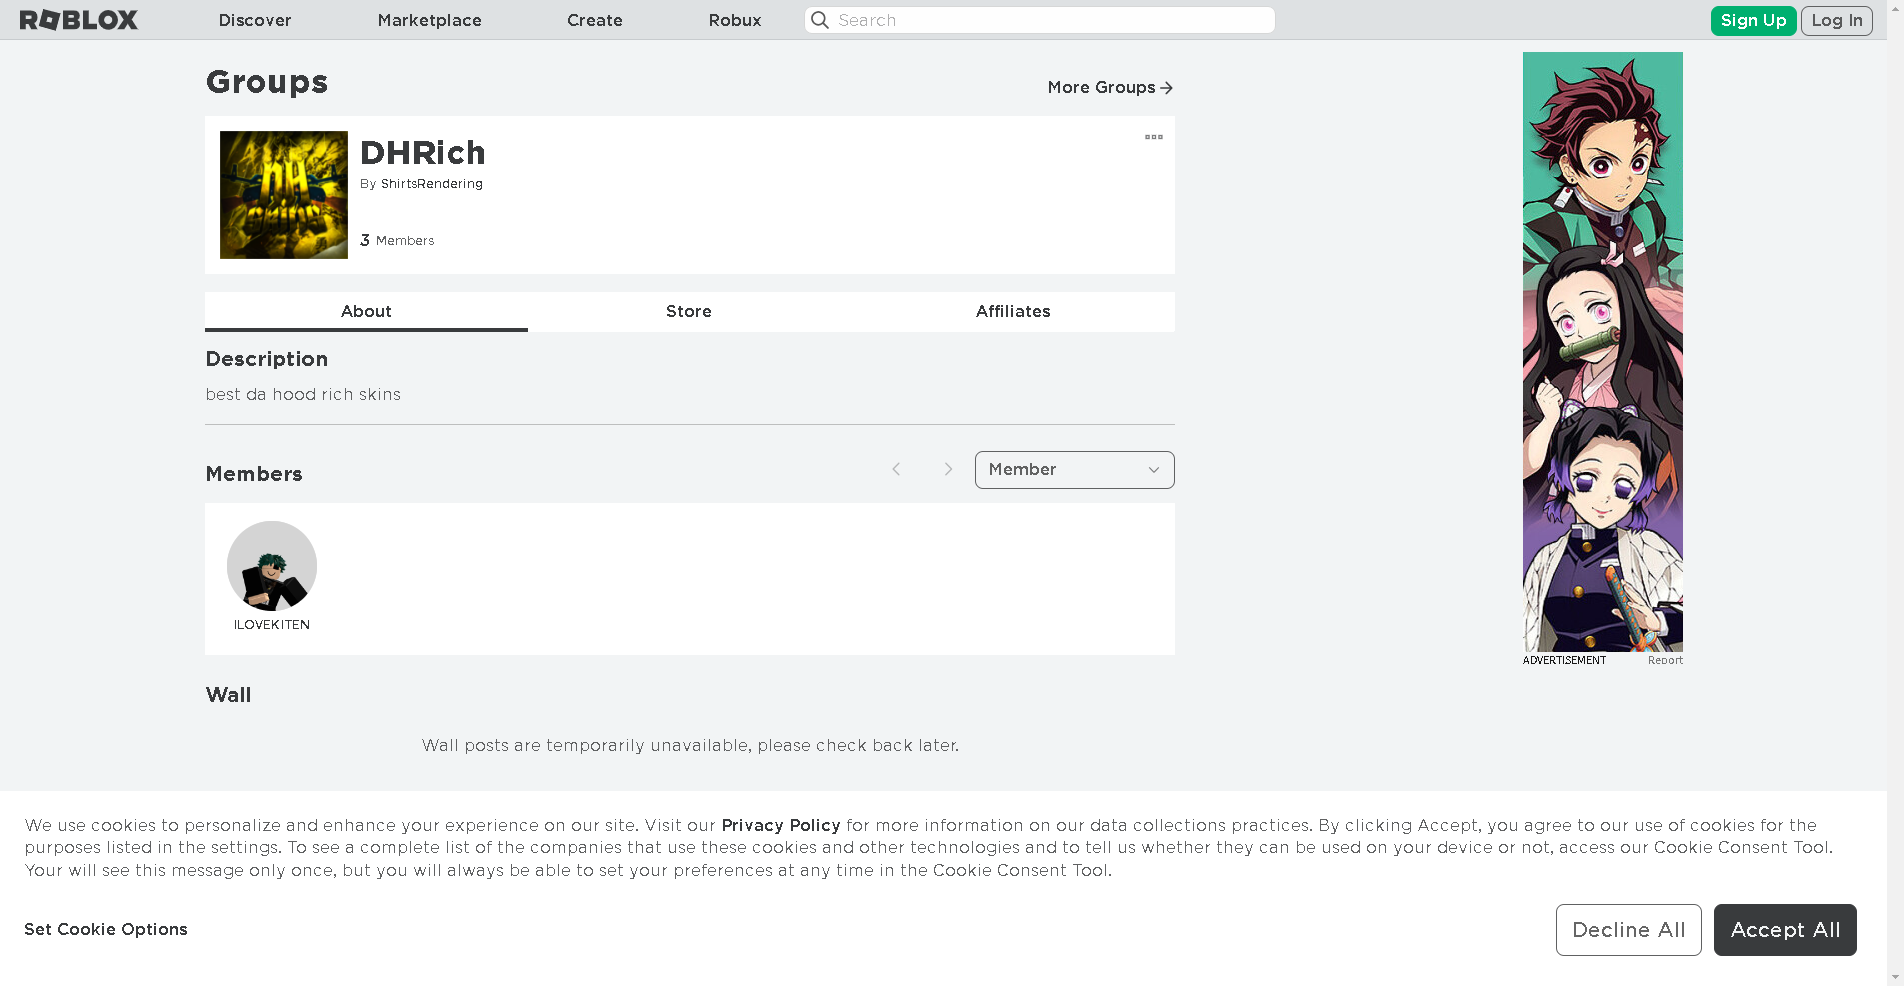 ROBLOX Discover Marketplace Create Robux Search Sign Up Log In
Groups
More Groups
DHRich
By ShirtsRendering
3 Members
About Store Affiliates
Description
best da hood rich skins
Members
Member
ILOVEKITEN
Wall
Wall posts are temporarily unavailable, please check back later.
ADVERTISEMENT Report
We use cookies to personalize and enhance your experience on our site. Visit our Privacy Policy for more information on our data collections practices. By clicking Accept, you agree to our use of cookies for the
purposes listed in the settings. To see a complete list of the companies that use these cookies and other technologies and to tell us whether they can be used on your device or not, access our Cookie Consent Tool.
Your will see this message only once, but you will always be able to set your preferences at any time in the Cookie Consent Tool.
Set Cookie Options
Decline All
Accept All